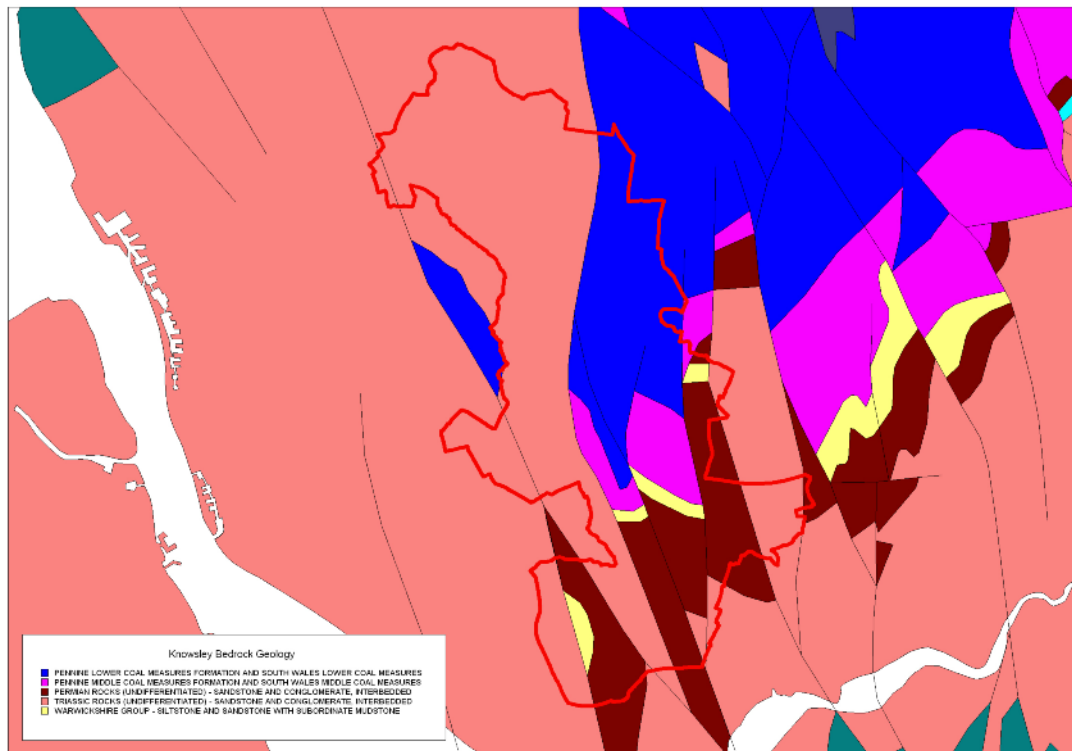 Knowsley Bedrock Geology
PENNINE LOWER COAL MEASURES FORMATION AND SOUTH WALES LOWER COAL MEASURES
PENNINE MIDDLE COAL MEASURES FORMATION AND SOUTH WALES MIDDLE COAL MEASURES
PERMIAN ROCKS (UNDIFFERENTIATED) - SANDSTONE AND CONGLOMERATE, INTERBEDDED
TRIASSIC ROCKS (UNDIFFERENTIATED) - SANDSTONE AND CONGLOMERATE, INTERBEDDED
WARWICKSHIRE GROUP - SILTSTONE AND SANDSTONE WITH SUBORDINATE MUDSTONE